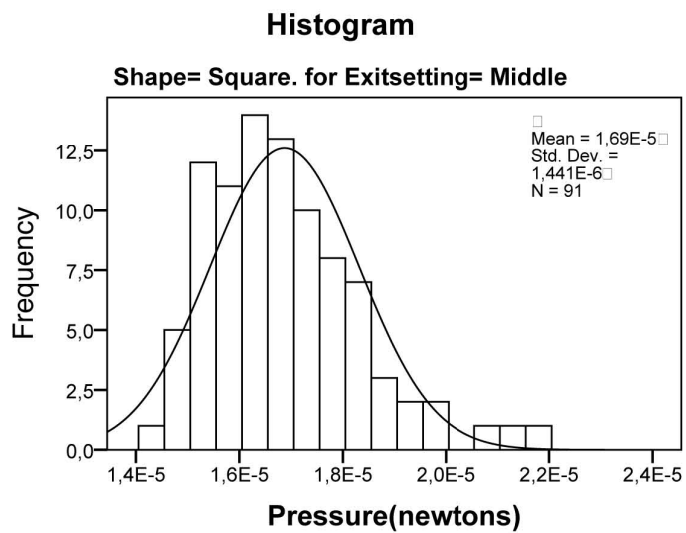 Histogram
Shape= Square. for Exitsetting= Middle
Mean = 1,69E-5
Std. Dev. =
1,441E-6
N = 91
Frequency
12,5
10,0
7,5
5,0
2,5
0,0
1,4E-5 1,6E-5 1,8E-5 2,0E-5 2,2E-5 2,4E-5
Pressure(newtons)